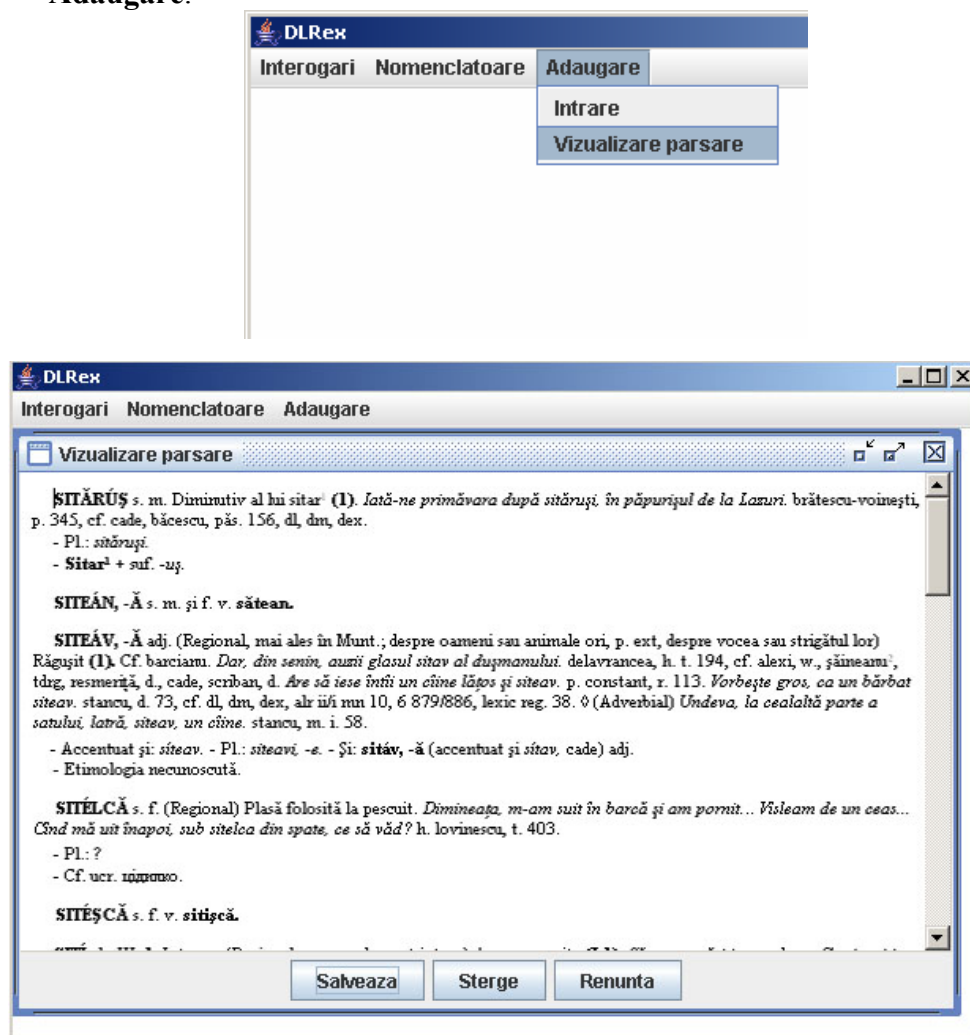 Adaugare.
DLRex
Interogari Nomenclatoare Adaugare
Intrare
Vizualizare parsare
DLRex
Interogari Nomenclatoare Adaugare
Vizualizare parsare
SITĂRÚȘ s. m. Diminutiv al lui sitar¹ (1). Iată-ne primăvara după sităruși, în păpurișul de la Lazuri. brătescu-voinești,
p. 345, cf. cade, băcescu, păs. 156, dl, dm, dex.
- Pl.: sităruși.
- Sitar¹ + suf. -uș.
SITEÁN, -Ă s. m. și f. v. sătean.
SITEÁV, -Ă adj. (Regional, mai ales în Munt.; despre oameni sau animale ori, p. ext, despre vocea sau strigătul lor)
Răgușit (1). Cf. barcianu. Dar, din senin, auzii glasul sitav al dușmanului. delavrancea, h. t. 194, cf. alexi, w., șăineanu²,
tdrg, resmeriță, d., cade, scriban, d. Are să iese întîi un cîine lățos și siteav. p. constant, r. 113. Vorbește gros, ca un bărbat
siteav. stancu, d. 73, cf. dl, dm, dex, alr ii/i mn 10, 6 879/886, lexic reg. 38. ◊ (Adverbial) Undeva, la cealaltă parte a
satului, latră, siteav, un cîine. stancu, m. i. 58.
- Accentuat și: síteav. - Pl.: siteavi, -e. - Și: sitáv, -ă (accentuat și sítav, cade) adj.
- Etimologia necunoscută.
SITÉLCĂ s. f. (Regional) Plasă folosită la pescuit. Dimineața, m-am suit în barcă și am pornit... Visleam de un ceas...
Cînd mă uit înapoi, sub sitelca din spate, ce să văd? h. lovinescu, t. 403.
- Pl.: ?
- Cf. ucr.
SITÉȘCĂ s. f. v. sitișcă.
Salveaza Sterge Renunta